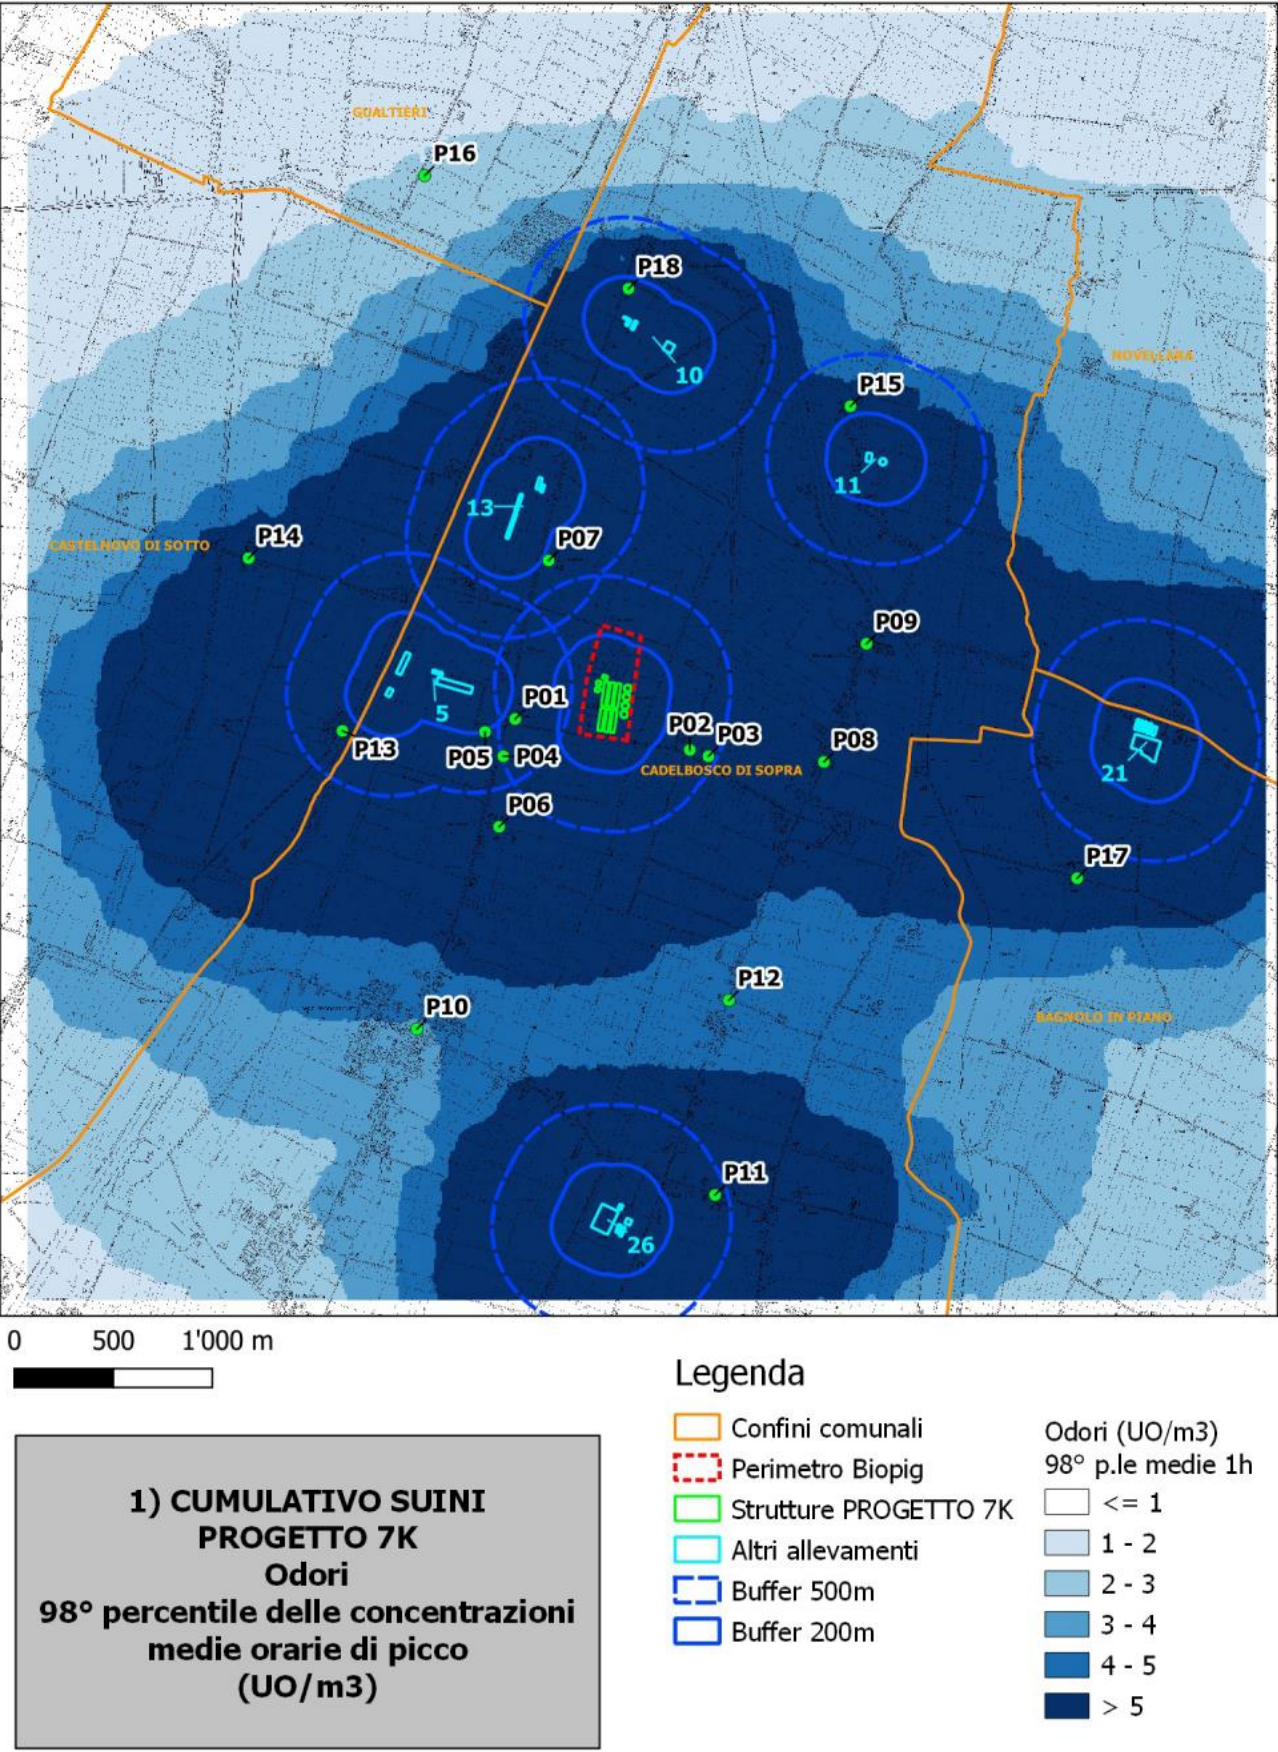 GUALTIERI
P16
P18
10
NOVELLARA
P15
11
13
P14
CASTELNOVO DI SOTTO
P07
P09
P01
5
P02
P03
P08
P13
P05
P04
CADELBOSCO DI SOPRA
21
P06
P17
P12
P10
BAGNOLO IN PIANO
P11
26
0 500 1'000 m
1) CUMULATIVO SUINI
PROGETTO 7K
Odori
98° percentile delle concentrazioni
medie orarie di picco
(UO/m3)
Legenda
Confini comunali
Perimetro Biopig
Strutture PROGETTO 7K
Altri allevamenti
Buffer 500m
Buffer 200m
Odori (UO/m3)
98° p.le medie 1h
<= 1
1 - 2
2 - 3
3 - 4
4 - 5
> 5